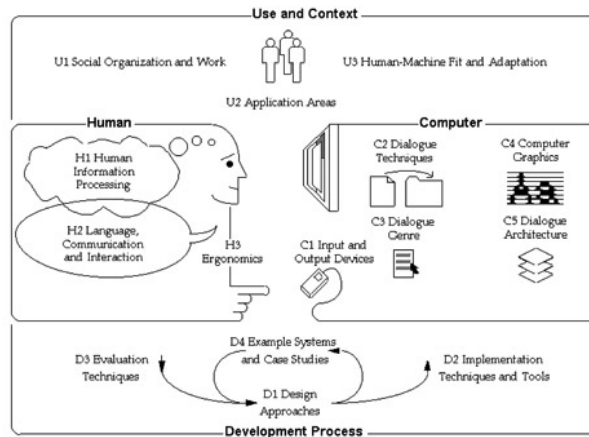 Use and Context
U1 Social Organization and Work
U3 Human-Machine Fit and Adaptation
U2 Application Areas
Human
H1 Human
Information
Processing
H2 Language,
Communication
and Interaction
H3
Ergonomics
Computer
C2 Dialogue
Techniques
C4 Computer
Graphics
Aa
C3 Dialogue
Genre
C5 Dialogue
Architecture
C1 Input and
Output Devices
D3 Evaluation
Techniques
D4 Example Systems
and Case Studies
D2 Implementation
Techniques and Tools
D1 Design
Approaches
Development Process